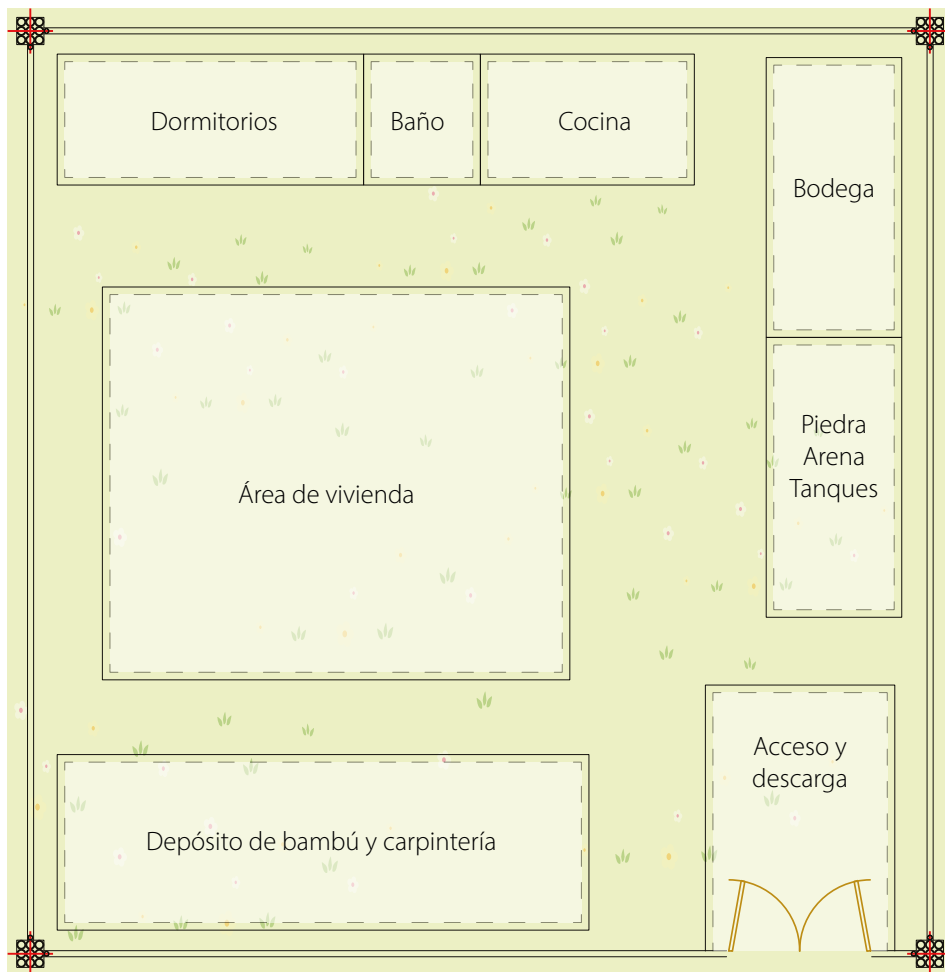 Dormitorios
Baño
Cocina
Bodega
Piedra
Arena
Tanques
Área de vivienda
Acceso y
descarga
Depósito de bambú y carpintería